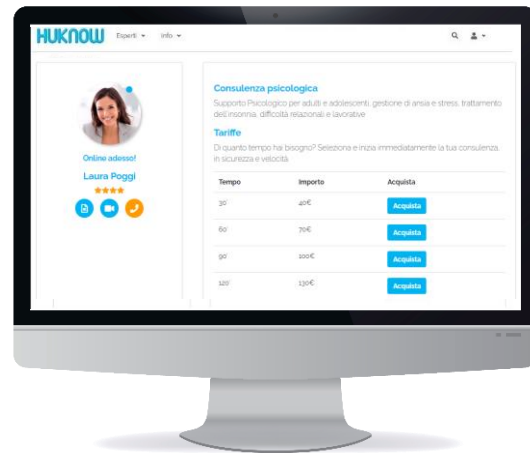 HUKNOW
Esperti
Info
Online adesso!
Laura Poggi
Consulenza psicologica
Supporto Psicologico per adulti e adolescenti, gestione di ansia e stress, trattamento
dell'insonnia, difficoltà relazionali e lavorative
Tariffe
Di quanto tempo hai bisogno? Seleziona e inizia immediatamente la tua consulenza,
in sicurezza e velocità
Tempo Importo Acquista
30' 40€ Acquista
60' 70€ Acquista
90' 100€ Acquista
120' 130€ Acquista